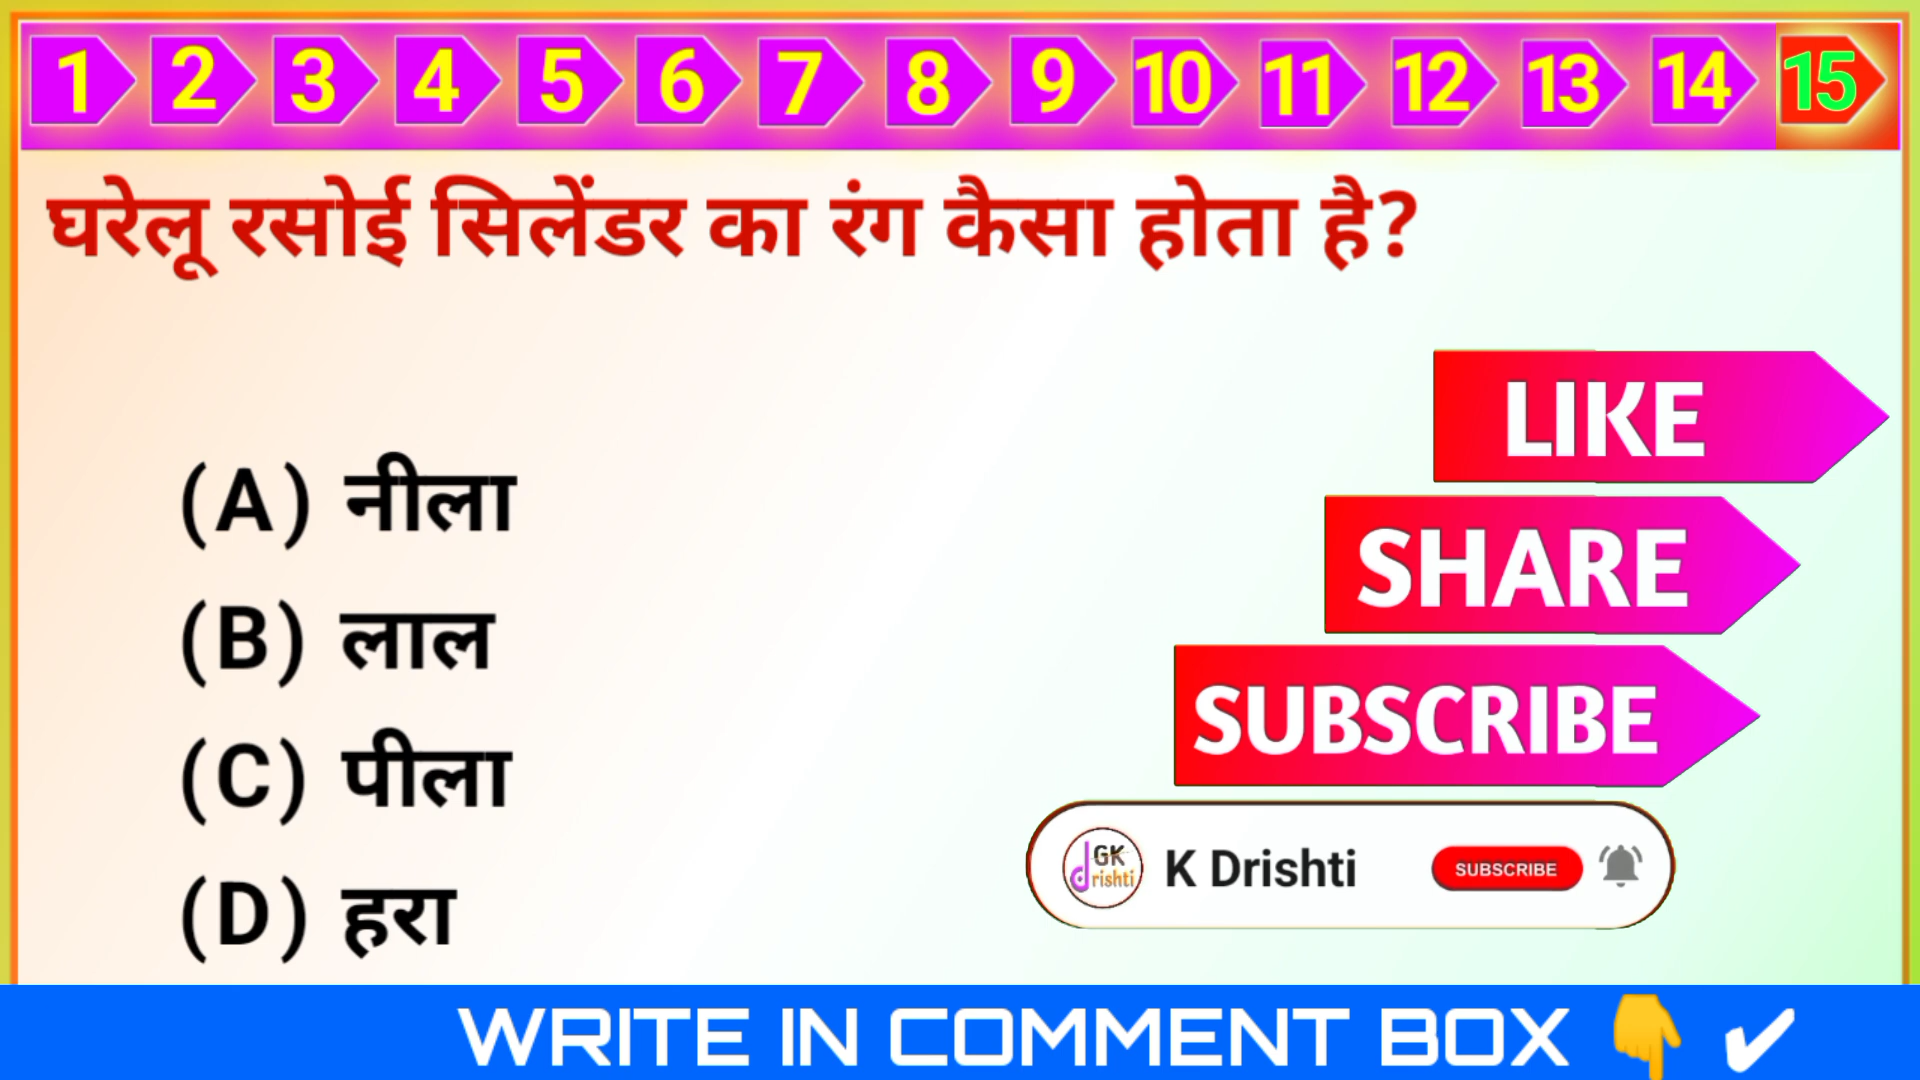 1 2 3 4 5 6 7 8 9 10 11 12 13 14 15
घरेलू रसोई सिलेंडर का रंग कैसा होता है?
LIKE
(A) नीला
SHARE
(B) लाल
SUBSCRIBE
(C) पीला
GK
drishti
K Drishti
SUBSCRIBE
(D) हरा
WRITE IN COMMENT BOX 👇 ✔